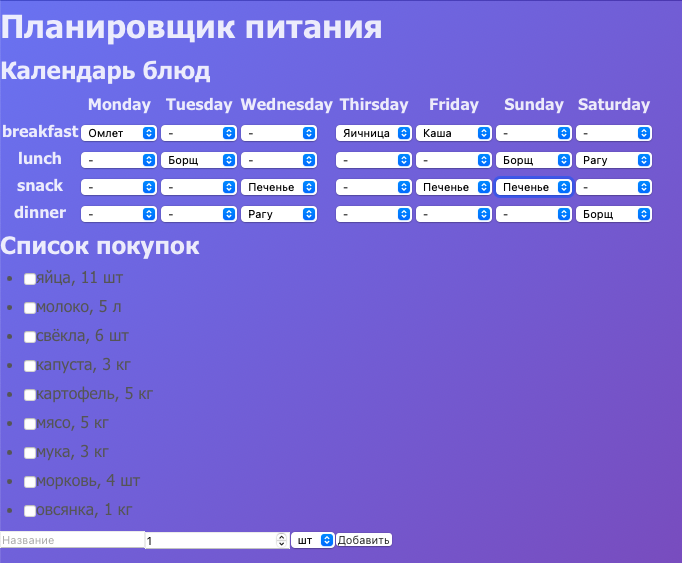 Планировщик питания
Календарь блюд
Monday Tuesday Wednesday Thirsday Friday Sunday Saturday
breakfast Омлет - - Яичница Каша - -
lunch - Борщ - - - Борщ Рагу
snack - - Печенье - Печенье Печенье -
dinner - - Рагу - - - Борщ
Список покупок
яйца, 11 шт
молоко, 5 л
свёкла, 6 шт
капуста, 3 кг
картофель, 5 кг
мясо, 5 кг
мука, 3 кг
морковь, 4 шт
овсянка, 1 кг
Название 1 шт Добавить